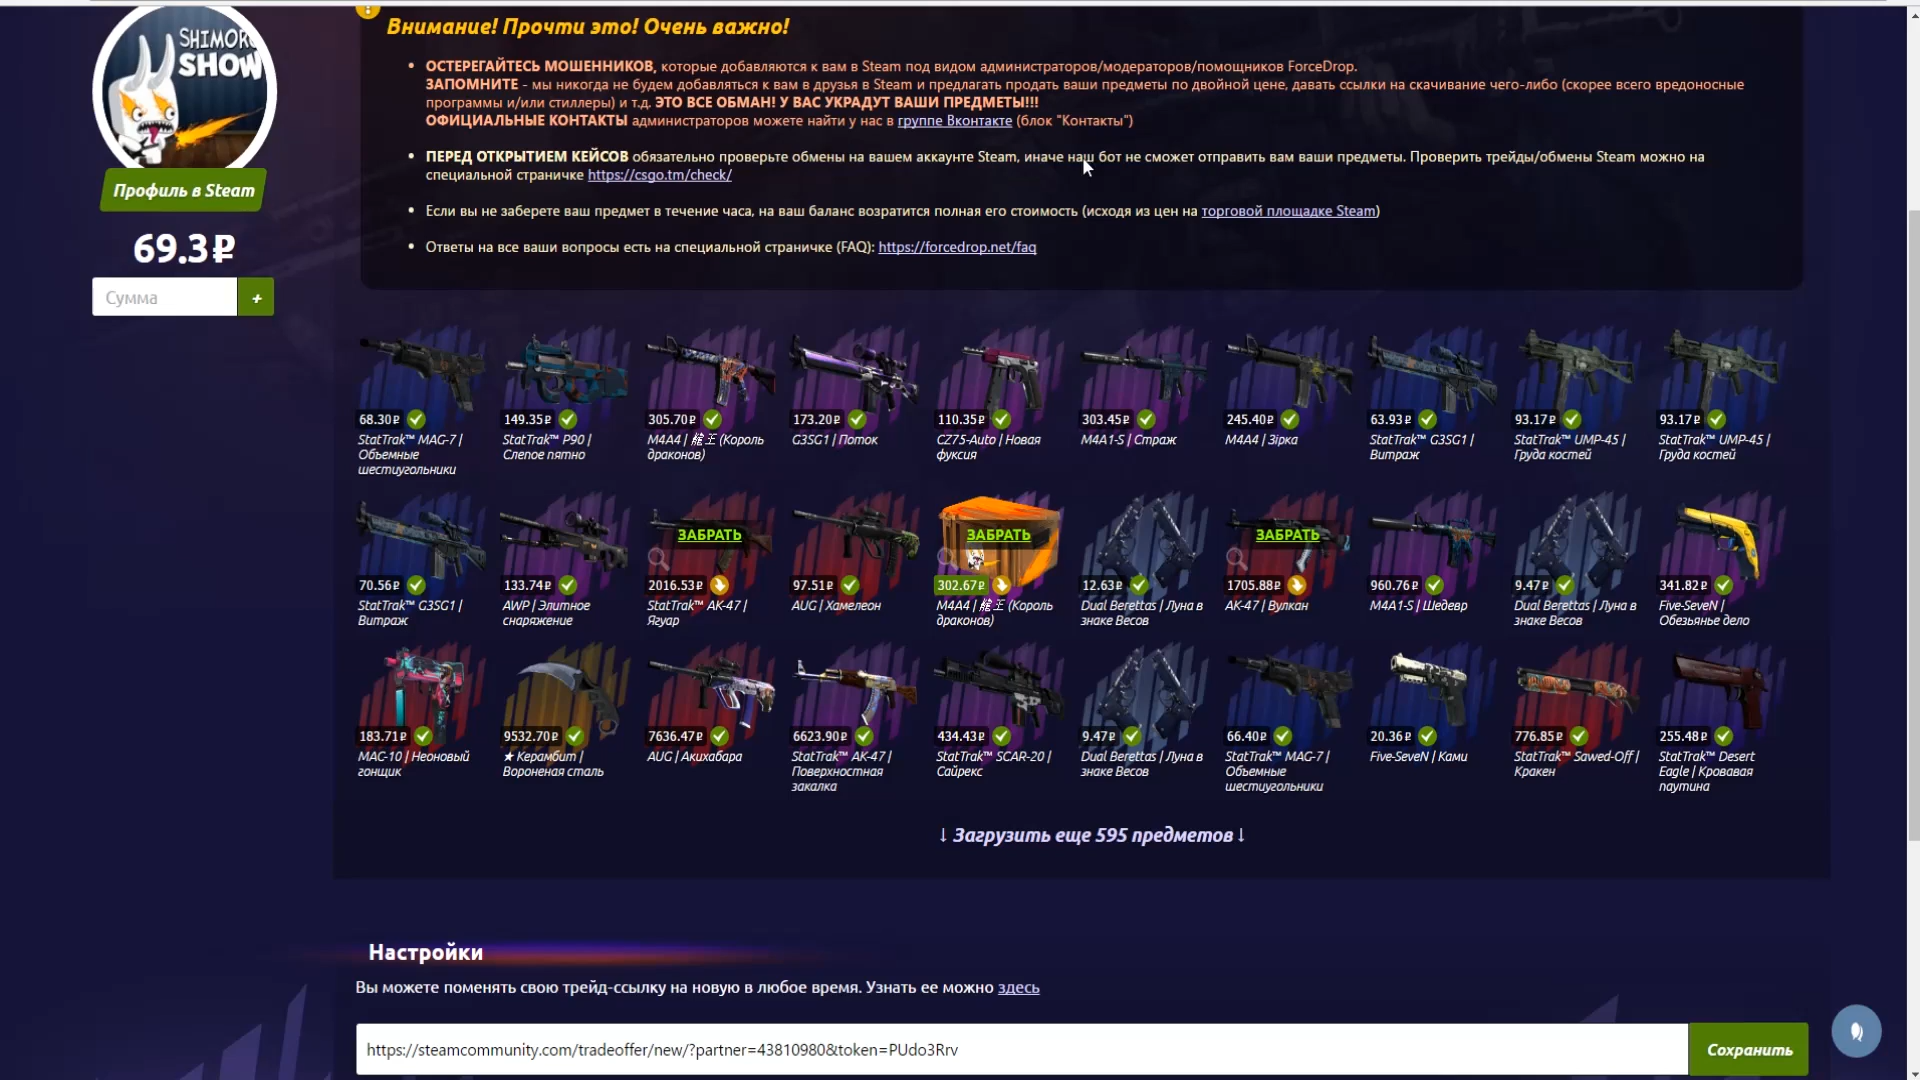 SHIMORO
SHOW
Профиль в Steam
69.3₽
Сумма
+
Внимание! Прочти это! Очень важно!
• ОСТЕРЕГАЙТЕСЬ МОШЕННИКОВ, которые добавляются к вам в Steam под видом администраторов/модераторов/помощников ForceDrop.
ЗАПОМНИТЕ - мы никогда не будем добавляться к вам в друзья в Steam и предлагать продать ваши предметы по двойной цене, давать ссылки на скачивание чего-либо (скорее всего вредоносные
программы и/или стиллеры) и т.д. ЭТО ВСЕ ОБМАН! У ВАС УКРАДУТ ВАШИ ПРЕДМЕТЫ!!!
ОФИЦИАЛЬНЫЕ КОНТАКТЫ администраторов можете найти у нас в группе Вконтакте (блок "Контакты")
• ПЕРЕД ОТКРЫТИЕМ КЕЙСОВ обязательно проверьте обмены на вашем аккаунте Steam, иначе наш бот не сможет отправить вам ваши предметы. Проверить трейды/обмены Steam можно на
специальной страничке https://csgo.tm/check/
• Если вы не заберете ваш предмет в течение часа, на ваш баланс возратится полная его стоимость (исходя из цен на торговой площадке Steam)
• Ответы на все ваши вопросы есть на специальной страничке (FAQ): https://forcedrop.net/faq
68.30₽ 149.35₽ 305.70₽ 173.20₽ 110.35₽ 303.45₽ 245.40₽ 63.93₽ 93.17₽ 93.17₽
StatTrak™ MAG-7 | StatTrak™ P90 | M4A4 | 龍王 (Король G3SG1 | Поток CZ75-Auto | Новая M4A1-S | Страж M4A4 | Зірка StatTrak™ G3SG1 | StatTrak™ UMP-45 | StatTrak™ UMP-45 |
Объемные Слепое пятно драконов) фуксия Витраж Груда костей Груда костей
шестиугольники
ЗАБРАТЬ ЗАБРАТЬ ЗАБРАТЬ
70.56₽ 133.74₽ 2016.53₽ 97.51₽ 302.67₽ 12.63₽ 1705.88₽ 960.76₽ 9.47₽ 341.82₽
StatTrak™ G3SG1 | AWP | Элитное StatTrak™ AK-47 | AUG | Хамелеон M4A4 | 龍王 (Король Dual Berettas | Луна в AK-47 | Вулкан M4A1-S | Шедевр Dual Berettas | Луна в Five-SeveN |
Витраж снаряжение Ягуар драконов) знаке Весов знаке Весов Обезьянье дело
183.71₽ 9532.70₽ 7636.47₽ 6623.90₽ 434.43₽ 9.47₽ 66.40₽ 20.36₽ 776.85₽ 255.48₽
MAC-10 | Неоновый ★ Керамбит | AUG | Акихабара StatTrak™ AK-47 | StatTrak™ SCAR-20 | Dual Berettas | Луна в StatTrak™ MAG-7 | Five-SeveN | Ками StatTrak™ Sawed-Off | StatTrak™ Desert
гонщик Вороненая сталь Поверхностная Сайрекс знаке Весов Объемные Кракен Eagle | Кровавая
закалка шестиугольники паутина
↓ Загрузить еще 595 предметов ↓
Настройки
Вы можете поменять свою трейд-ссылку на новую в любое время. Узнать ее можно здесь
https://steamcommunity.com/tradeoffer/new/?partner=43810980&token=PUdo3Rrv
Сохранить